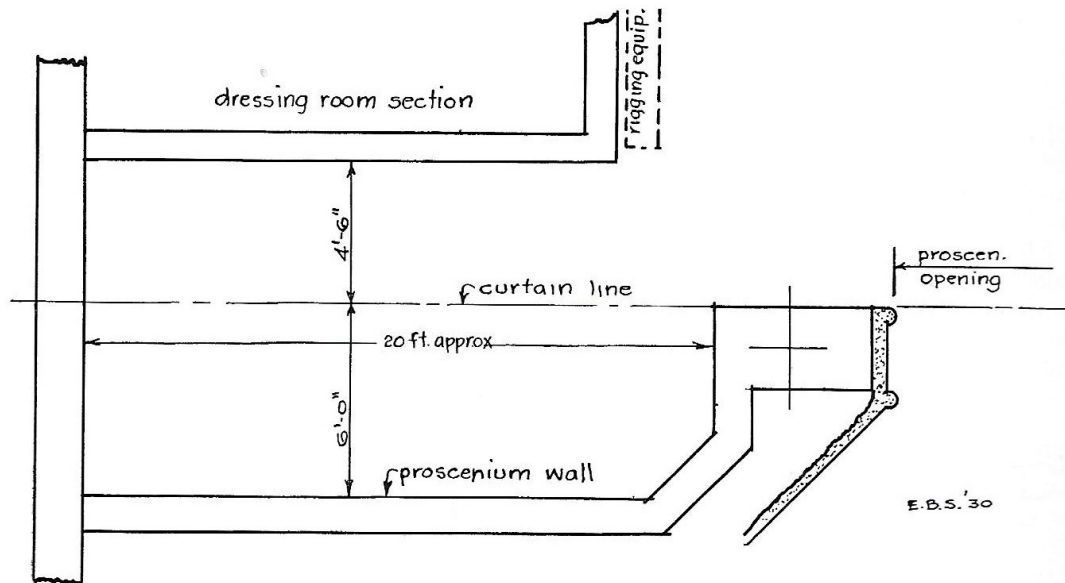 rigging equip.
dressing room section
4'-6"
proscen.
opening
curtain line
20 ft. approx
6'-0"
proscenium wall
E.B.S.'30